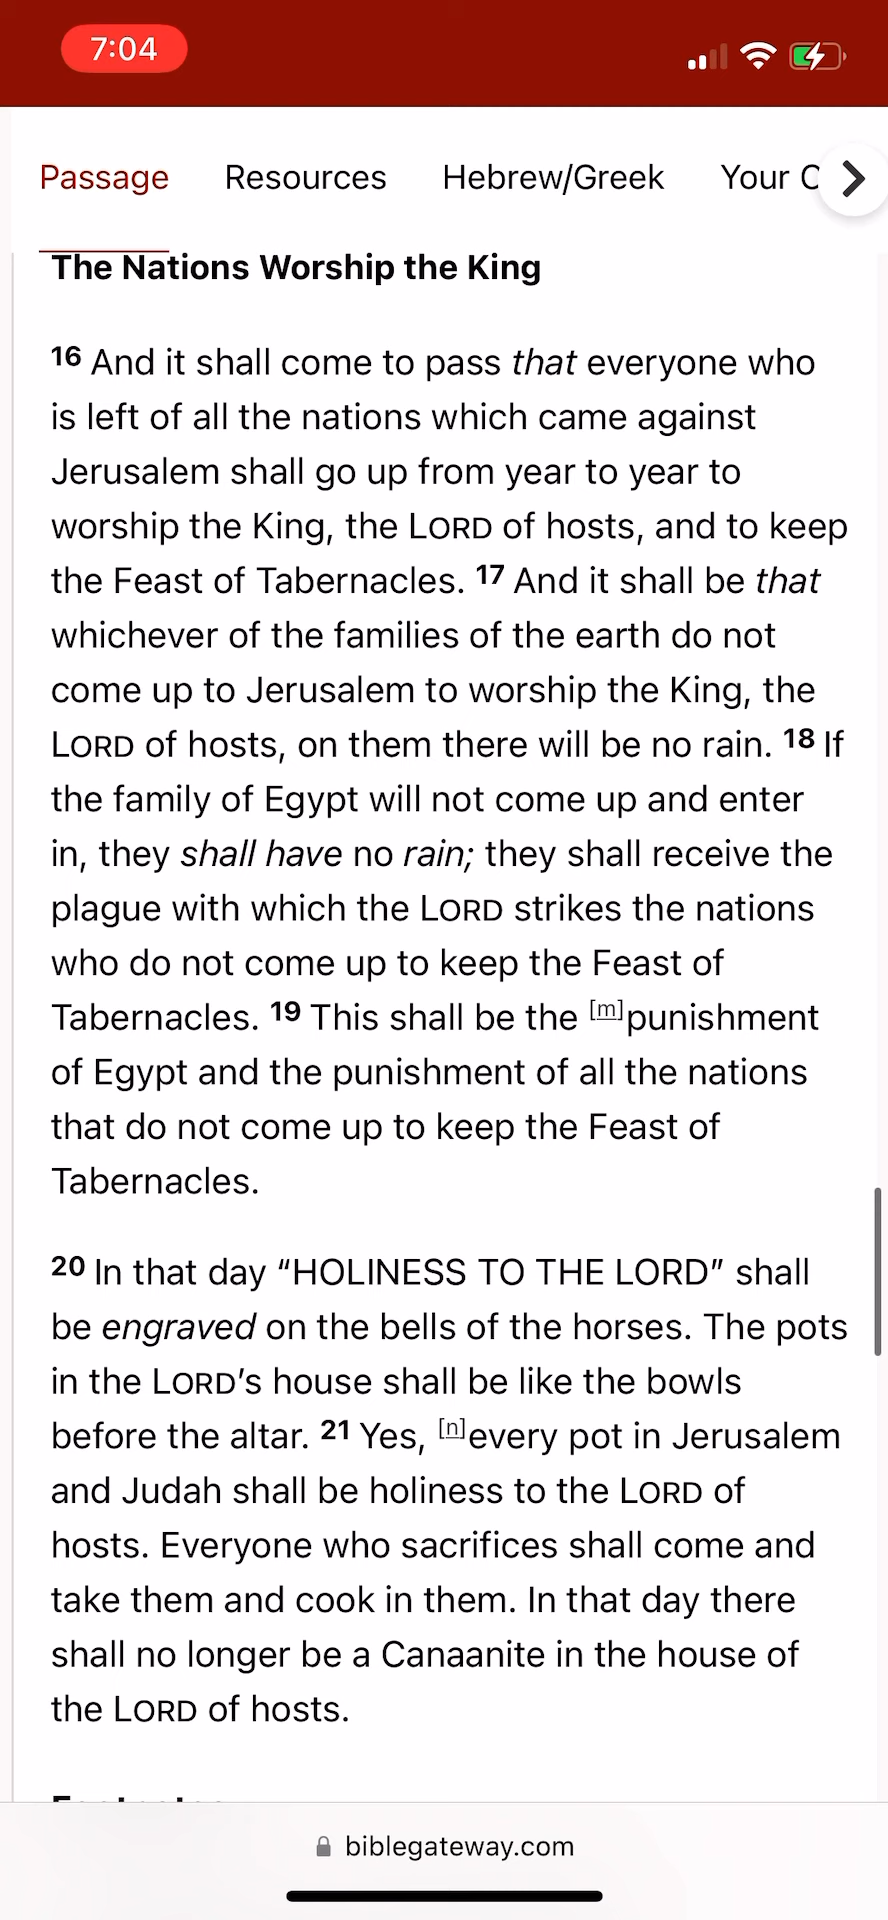 7:04
Passage Resources Hebrew/Greek Your
The Nations Worship the King
16 And it shall come to pass that everyone who
is left of all the nations which came against
Jerusalem shall go up from year to year to
worship the King, the LORD of hosts, and to keep
the Feast of Tabernacles. 17 And it shall be that
whichever of the families of the earth do not
come up to Jerusalem to worship the King, the
LORD of hosts, on them there will be no rain. 18 If
the family of Egypt will not come up and enter
in, they shall have no rain; they shall receive the
plague with which the LORD strikes the nations
who do not come up to keep the Feast of
Tabernacles. 19 This shall be the [m]punishment
of Egypt and the punishment of all the nations
that do not come up to keep the Feast of
Tabernacles.
20 In that day “HOLINESS TO THE LORD” shall
be engraved on the bells of the horses. The pots
in the LORD’s house shall be like the bowls
before the altar. 21 Yes, [n]every pot in Jerusalem
and Judah shall be holiness to the LORD of
hosts. Everyone who sacrifices shall come and
take them and cook in them. In that day there
shall no longer be a Canaanite in the house of
the LORD of hosts.
biblegateway.com